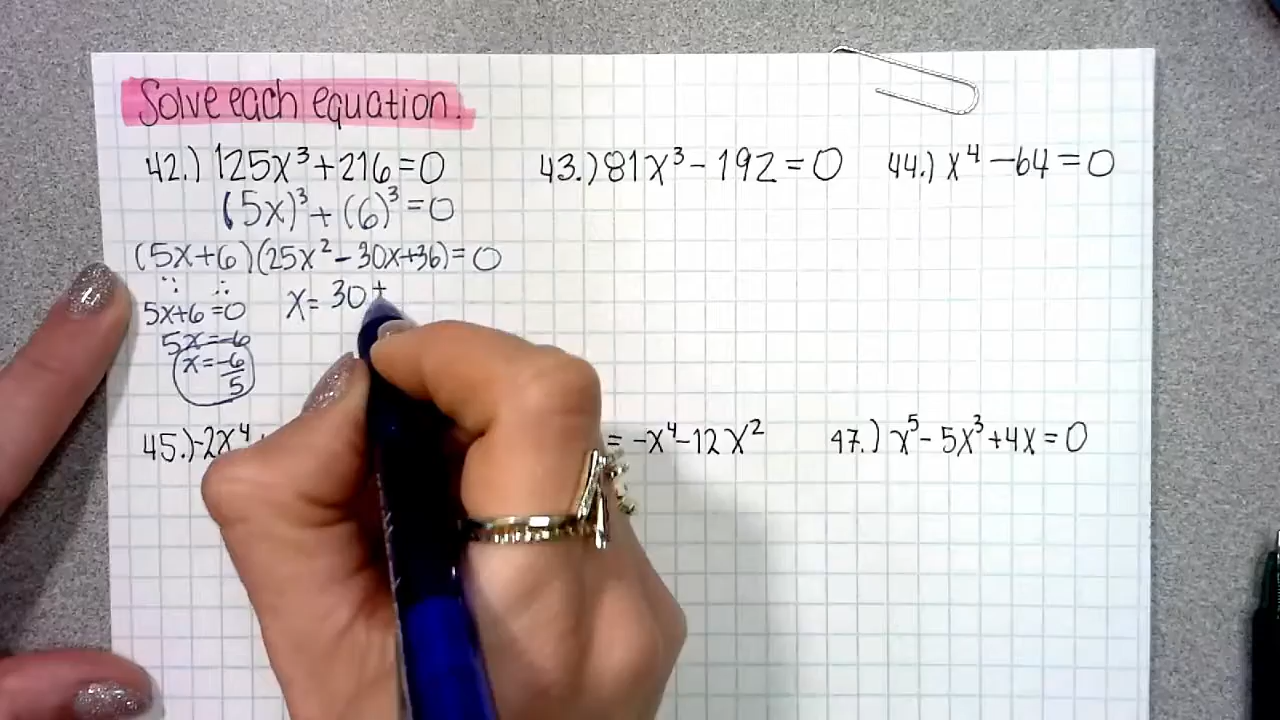 Solve each equation.
42.) 125x³ + 216 = 0
(5x)³ + (6)³ = 0
(5x + 6)(25x² - 30x + 36) = 0
∵ ∴
5x + 6 = 0
5x = -6
x = -6/5
x = 30 ±
43.) 81x³ - 192 = 0
44.) x⁴ - 64 = 0
45.) -2x⁴
= -x⁴ - 12x²
47.) x⁵ - 5x³ + 4x = 0